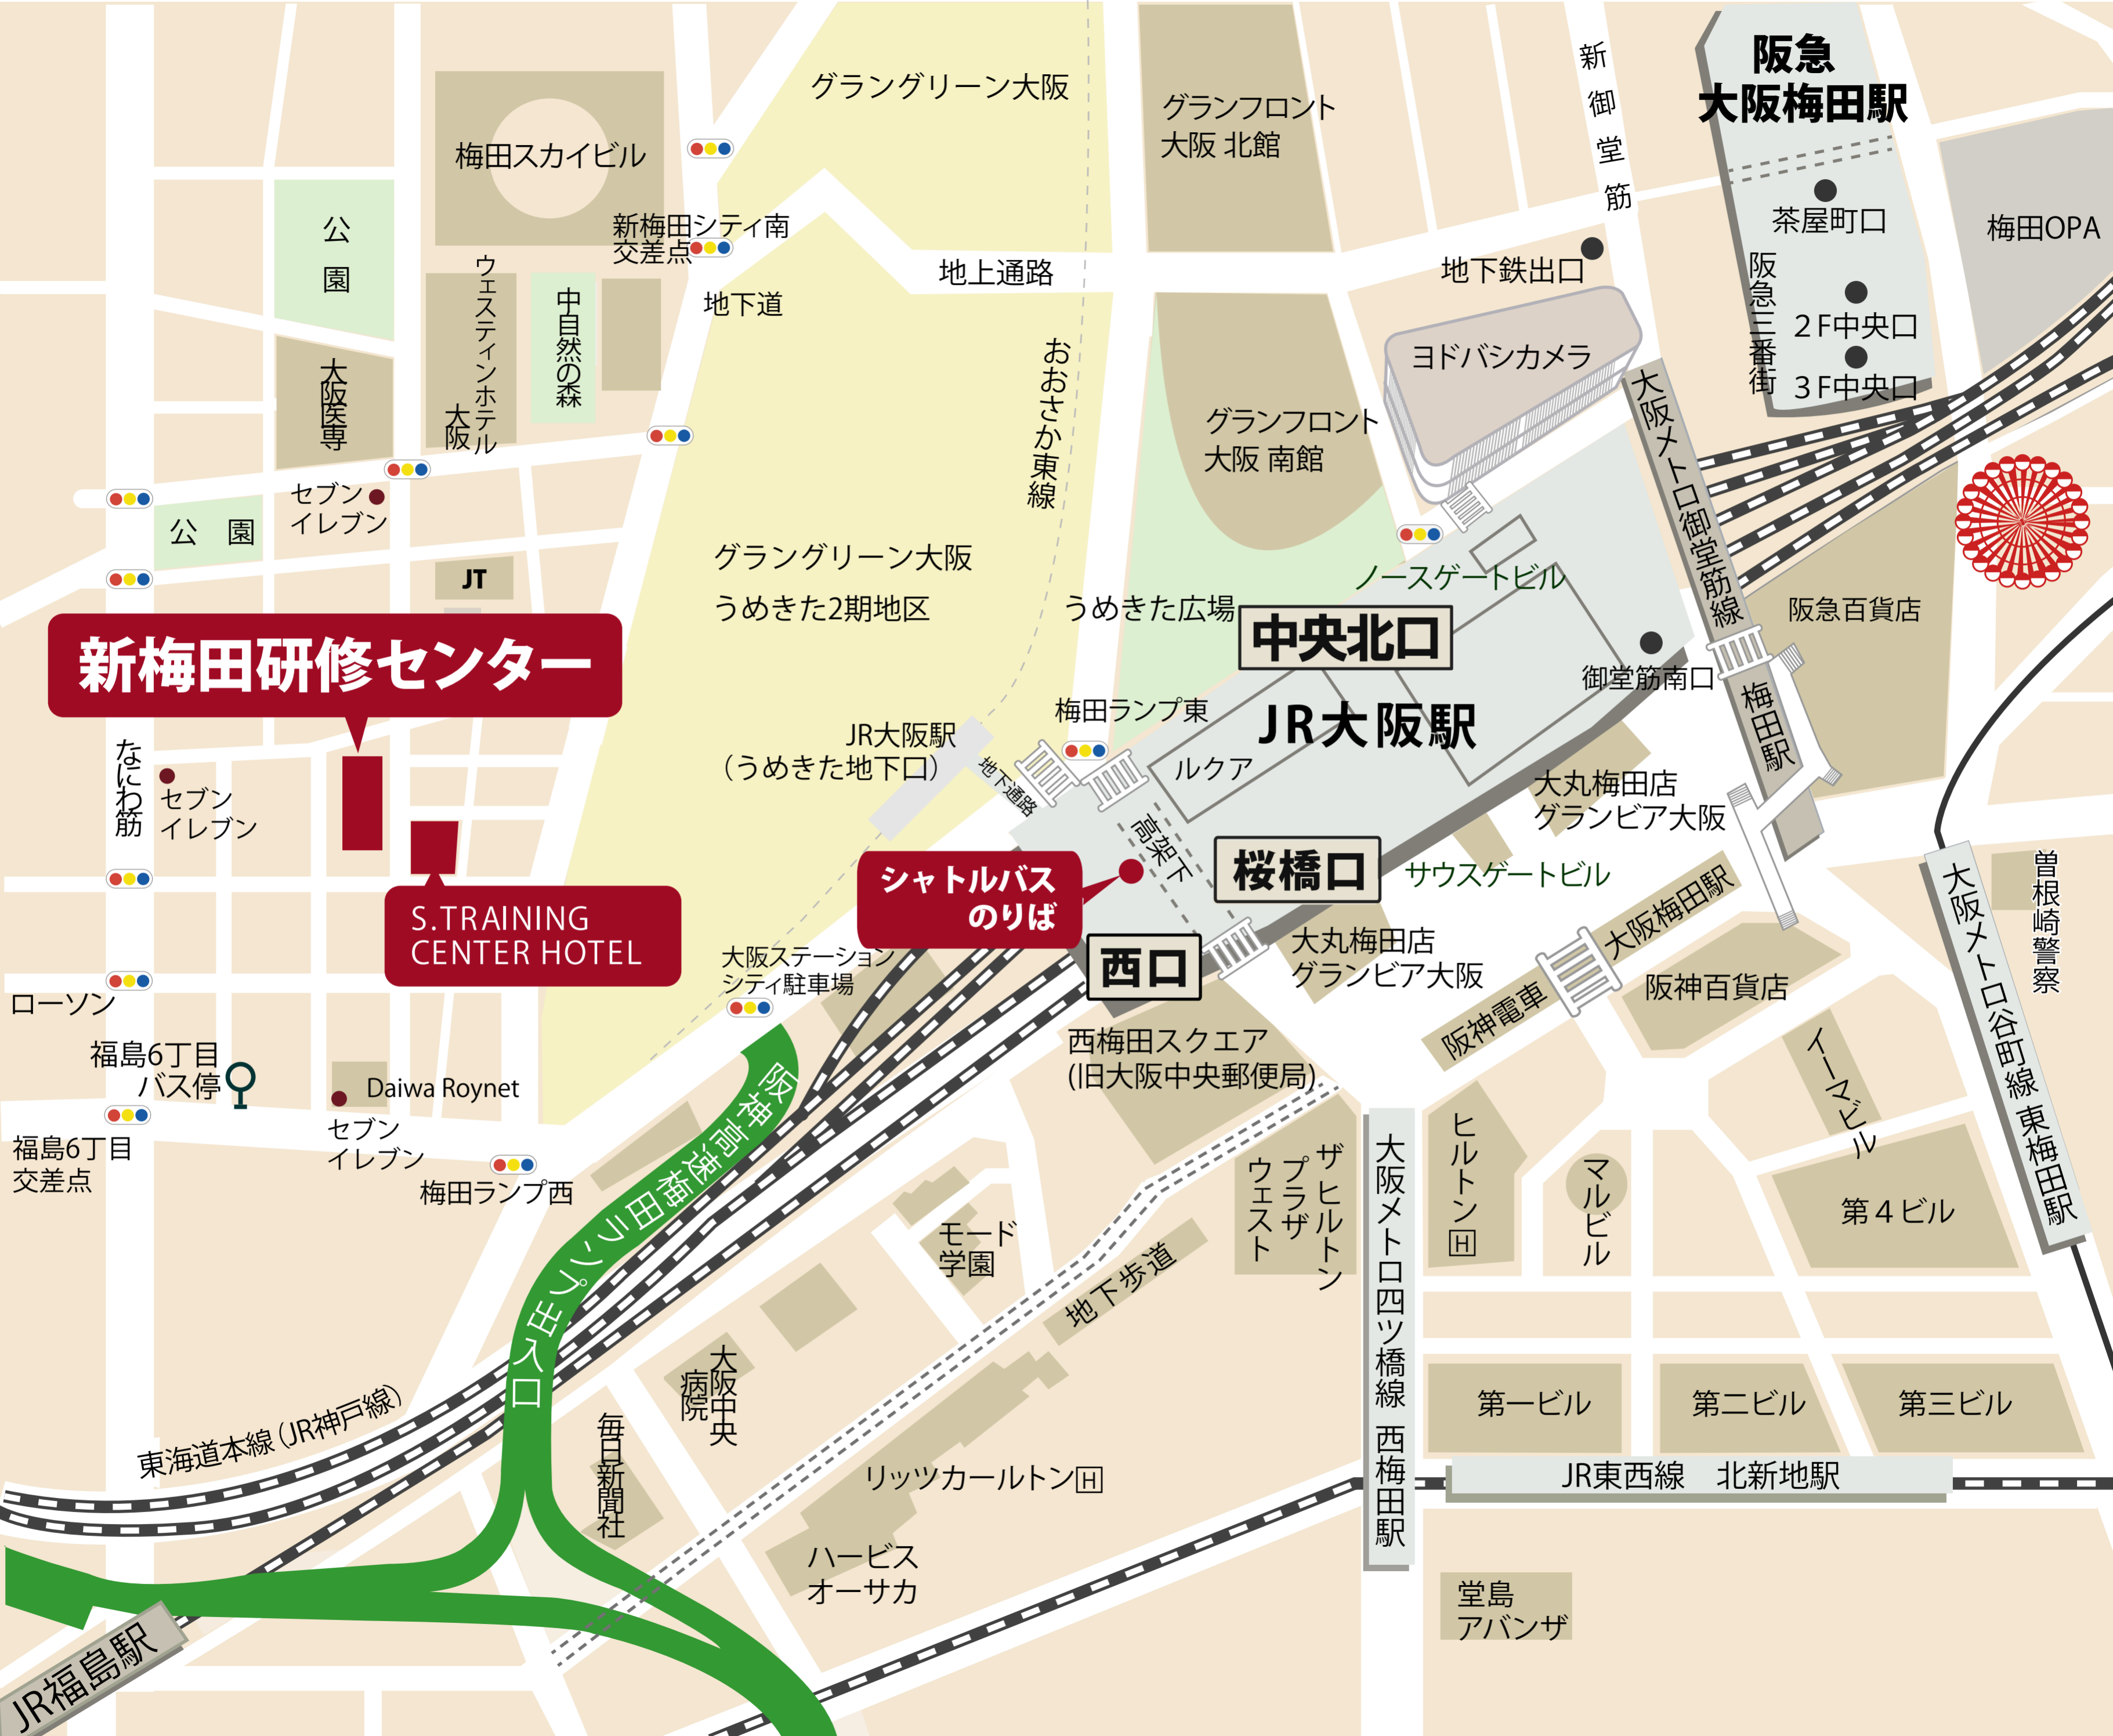 阪急
大阪梅田駅
グラングリーン大阪
グランフロント
大阪 北館
新御堂筋
梅田スカイビル
新梅田シティ南
交差点
公園
茶屋町口
梅田OPA
地下鉄出口
地上通路
地下道
阪急三番街
2F中央口
3F中央口
ウェスティンホテル
大阪
中自然の森
大阪医専
おおさか東線
ヨドバシカメラ
グランフロント
大阪 南館
大阪メトロ御堂筋線
梅田駅
セブン
イレブン
公 園
JT
グラングリーン大阪
うめきた2期地区
うめきた広場
ノースゲートビル
中央北口
阪急百貨店
新梅田研修センター
御堂筋南口
梅田ランプ東
JR大阪駅
JR大阪駅
（うめきた地下口）
地下通路
ルクア
なにわ筋
セブン
イレブン
大丸梅田店
グランビア大阪
高架下
桜橋口
サウスゲートビル
シャトルバス
のりば
S.TRAINING
CENTER HOTEL
大阪ステーション
シティ駐車場
西口
大丸梅田店
グランビア大阪
大阪梅田駅
阪神電車
阪神百貨店
曽根崎警察
大阪メトロ谷町線 東梅田駅
ローソン
福島6丁目
バス停
Daiwa Roynet
セブン
イレブン
福島6丁目
交差点
梅田ランプ西
阪神高速梅田ランプ出入口
西梅田スクエア
(旧大阪中央郵便局)
イーマビル
ザ ヒルトン
プラザ
ウェスト
大阪メトロ四ツ橋線 西梅田駅
ヒルトンH
マルビル
第4ビル
モード
学園
地下歩道
大阪中央
病院
毎日新聞社
東海道本線（JR神戸線）
リッツカールトンH
ハービス
オーサカ
第一ビル
第二ビル
第三ビル
JR東西線 北新地駅
堂島
アバンザ
JR福島駅